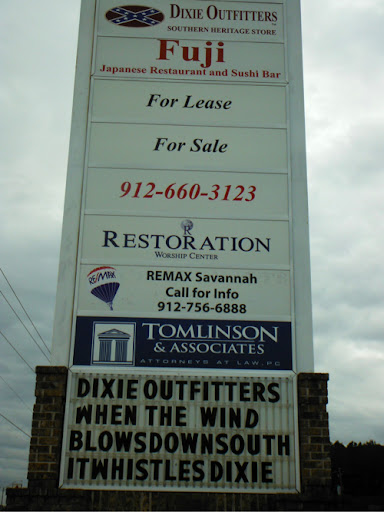 DIXIE OUTFITTERS
SOUTHERN HERITAGE STORE
Fuji
Japanese Restaurant and Sushi Bar
For Lease
For Sale
912-660-3123
R
RESTORATION
WORSHIP CENTER
RE/MAX
REMAX Savannah
Call for Info
912-756-6888
TOMLINSON
& ASSOCIATES
ATTORNEYS AT LAW, PC
DIXIE OUTFITTERS
WHEN THE WIND
BLOWSDOWNSOUTH
ITWHISTLES DIXIE